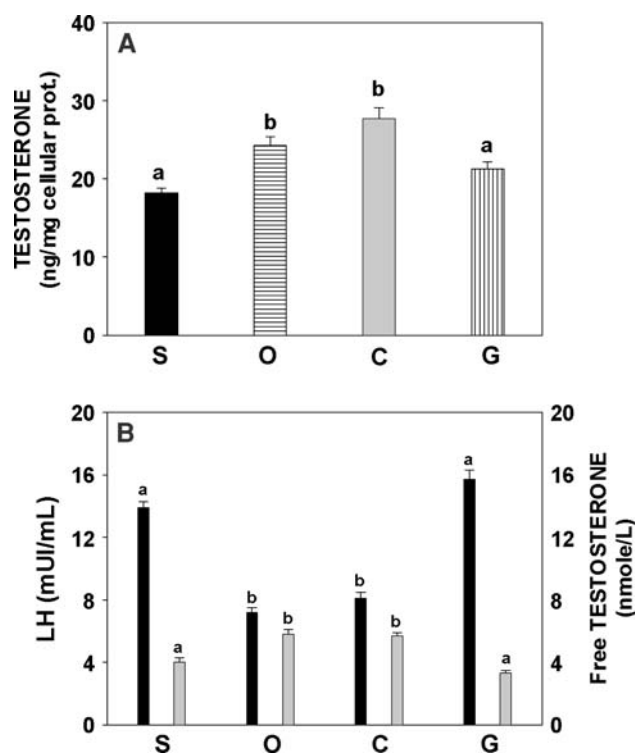 A
TESTOSTERONE
(ng/mg cellular prot.)
40
30
20
10
0
a
b
b
a
S O C G
B
LH (mUI/mL)
20
16
12
8
4
0
a
a
b
b
b
b
a
a
S O C G
20
16
12
8
4
0
Free TESTOSTERONE
(nmole/L)